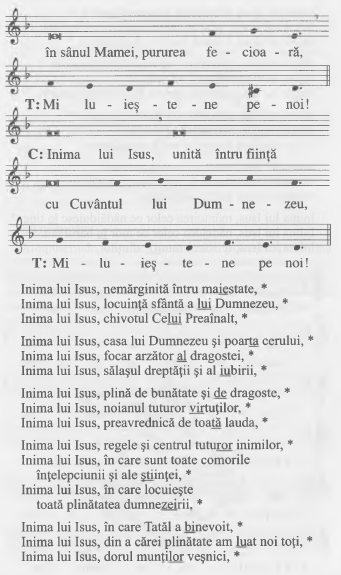 în sânul Mamei, pururea fe - cioa - ră,
T: Mi - lu - ieș - te - ne pe - noi!
C: Inima lui Isus, unită întru ființă
cu Cuvântul lui Dum - ne - zeu,
T: Mi - lu - ieș - te - ne pe noi!
Inima lui Isus, nemărginită întru maiestate, *
Inima lui Isus, locuință sfântă a lui Dumnezeu, *
Inima lui Isus, chivotul Celui Preaînalt, *
Inima lui Isus, casa lui Dumnezeu și poarta cerului, *
Inima lui Isus, focar arzător al dragostei, *
Inima lui Isus, sălașul dreptății și al iubirii, *
Inima lui Isus, plină de bunătate și de dragoste, *
Inima lui Isus, noianul tuturor virtuților, *
Inima lui Isus, preavrednică de toată lauda, *
Inima lui Isus, regele și centrul tuturor inimilor, *
Inima lui Isus, în care sunt toate comorile
înțelepciunii și ale științei, *
Inima lui Isus, în care locuiește
toată plinătatea dumnezeirii, *
Inima lui Isus, în care Tatăl a binevoit, *
Inima lui Isus, din a cărei plinătate am luat noi toți, *
Inima lui Isus, dorul munților veșnici, *